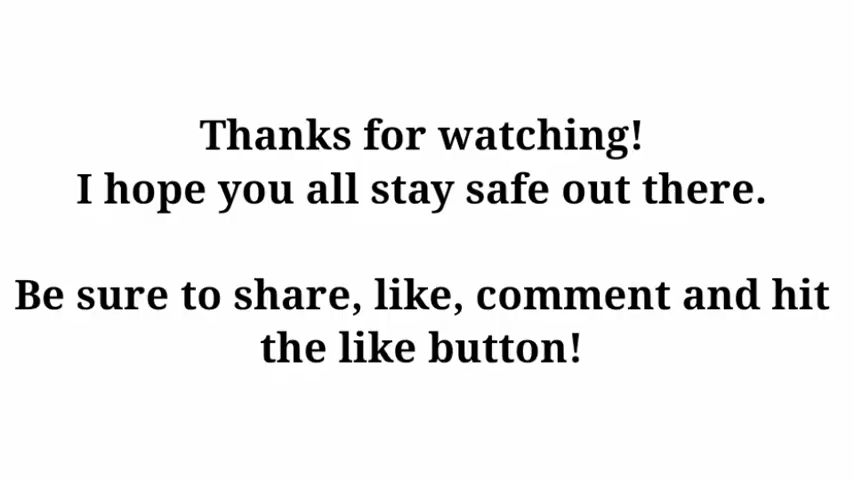 Thanks for watching!
I hope you all stay safe out there.
Be sure to share, like, comment and hit
the like button!